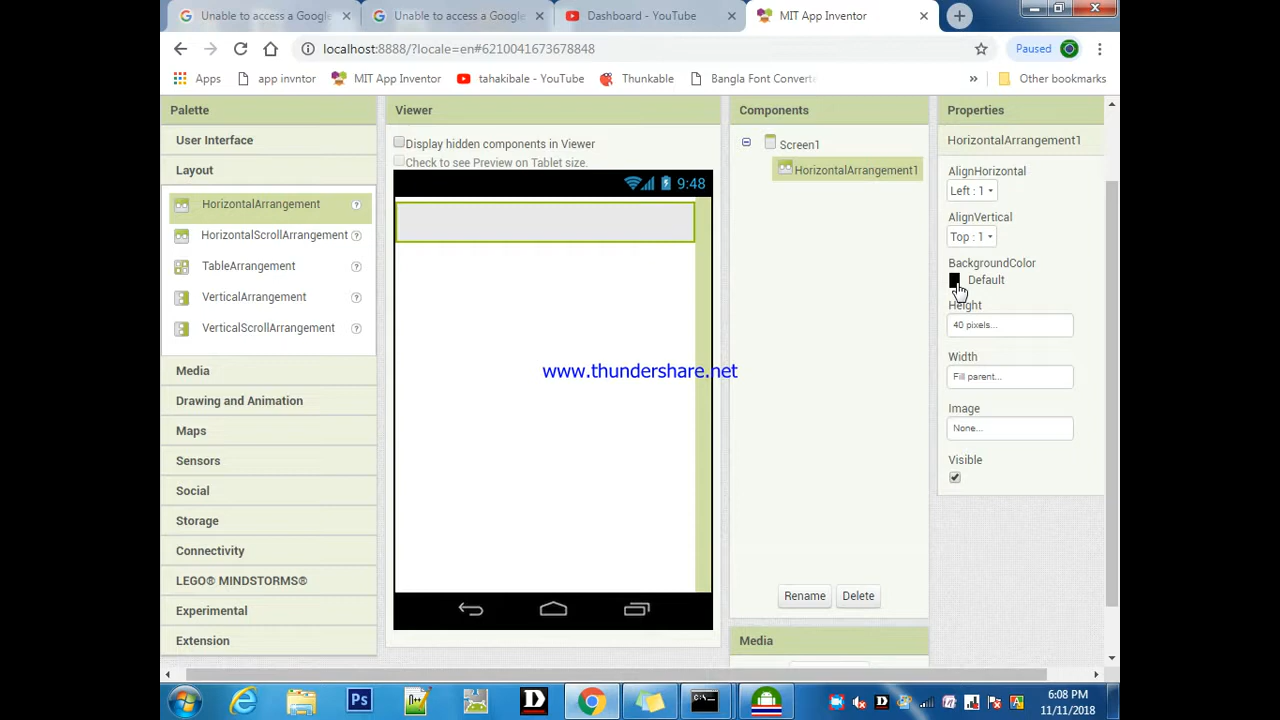 Unable to access a Google
Unable to access a Google
Dashboard - YouTube
MIT App Inventor
localhost:8888/?locale=en#6210041673678848
Paused
Apps
app invntor
MIT App Inventor
tahakibale - YouTube
Thunkable
Bangla Font Converte
»
Other bookmarks
Palette
User Interface
Layout
HorizontalArrangement
HorizontalScrollArrangement
TableArrangement
VerticalArrangement
VerticalScrollArrangement
Media
Drawing and Animation
Maps
Sensors
Social
Storage
Connectivity
LEGO® MINDSTORMS®
Experimental
Extension
Viewer
Display hidden components in Viewer
Check to see Preview on Tablet size.
9:48
www.thundershare.net
Components
Screen1
HorizontalArrangement1
Rename
Delete
Media
Properties
HorizontalArrangement1
AlignHorizontal
Left : 1
AlignVertical
Top : 1
BackgroundColor
Default
Height
40 pixels...
Width
Fill parent...
Image
None...
Visible
Ps
D
D
A
6:08 PM
11/11/2018